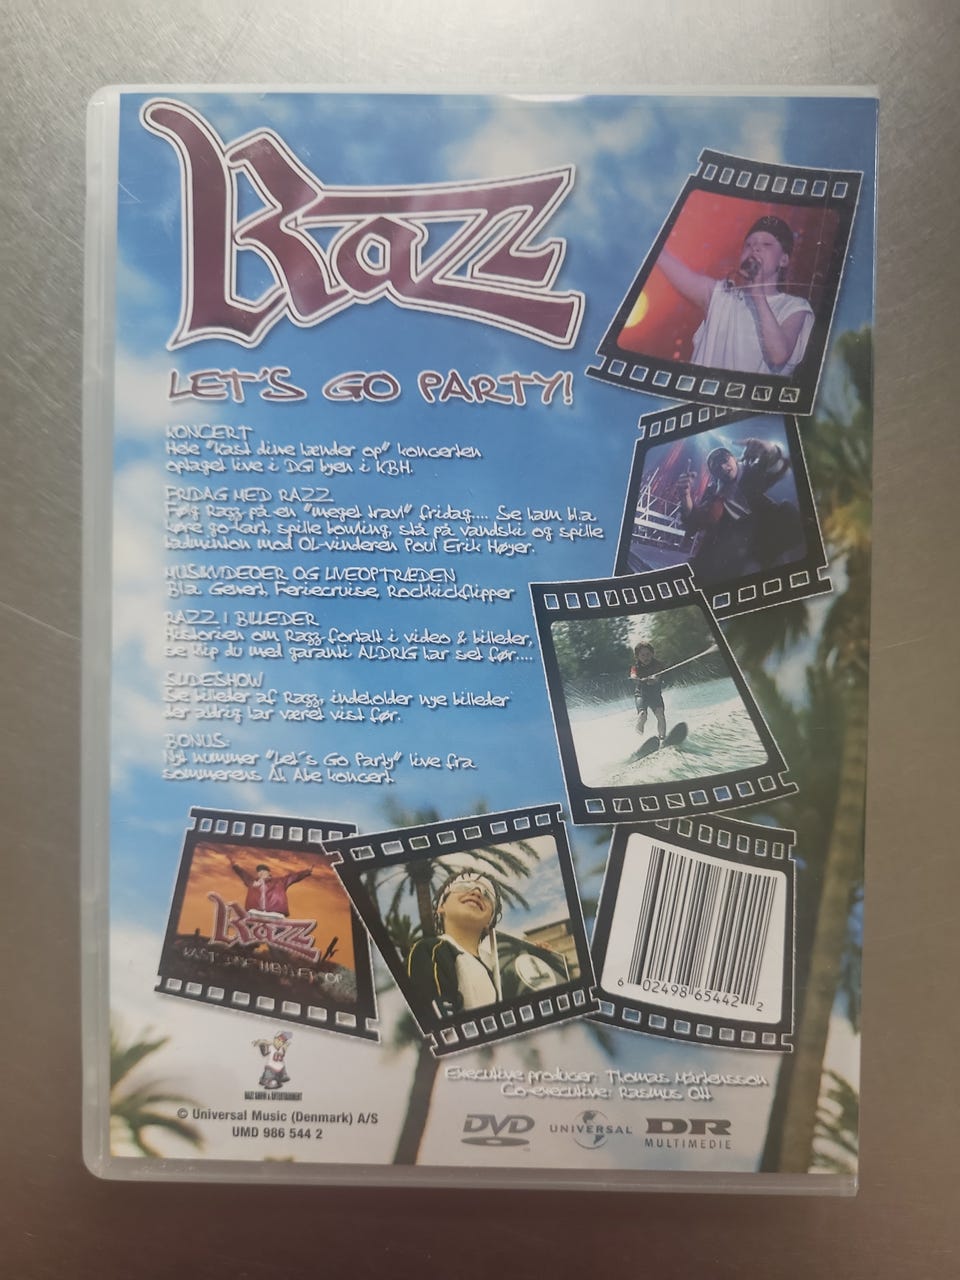 Razz
LET'S GO PARTY!
KONCERT
Hele "Kast dine hænder op" koncerten
optaget live i DGI byen i KBH.
FRIDAG MED RAZZ
Følg Razz på en "meget travl" fridag.... Se ham bl.a.
køre go-kart, spille bowling, stå på vandski og spille
badminton mod OL-vinderen Poul Erik Høyer.
MUSIKVIDEOER OG LIVEOPTRÆDEN
Bl.a. Gevert, Feriecruise, Rockkickflipper
RAZZ I BILLEDER
Historien om Razz fortalt i video & billeder,
se klip du med garanti ALDRIG har set før....
SLIDESHOW
Se billeder af Razz, indeholder nye billeder
der aldrig har været vist før.
BONUS:
Nyt nummer "Let's Go Party" live fra
sommerens koncert.
Razz
KAST DINE HÆNDER OP
6 02498 65442 2
Executive producer: Thomas Mårtensson
Co-executive: Rasmus Ott
© Universal Music (Denmark) A/S
UMD 986 544 2
DVD
UNIVERSAL
DR
MULTIMEDIE